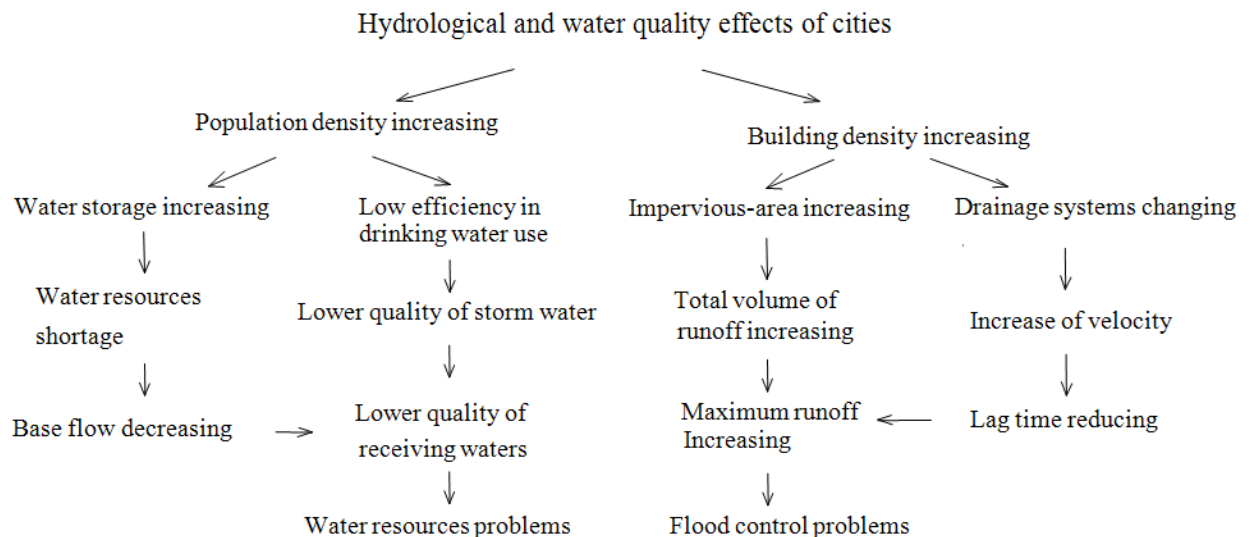 Hydrological and water quality effects of cities
Population density increasing
Building density increasing
Water storage increasing
Low efficiency in
drinking water use
Impervious-area increasing
Drainage systems changing
Water resources
shortage
Lower quality of storm water
Total volume of
runoff increasing
Increase of velocity
Base flow decreasing
Lower quality of
receiving waters
Maximum runoff
Increasing
Lag time reducing
Water resources problems
Flood control problems